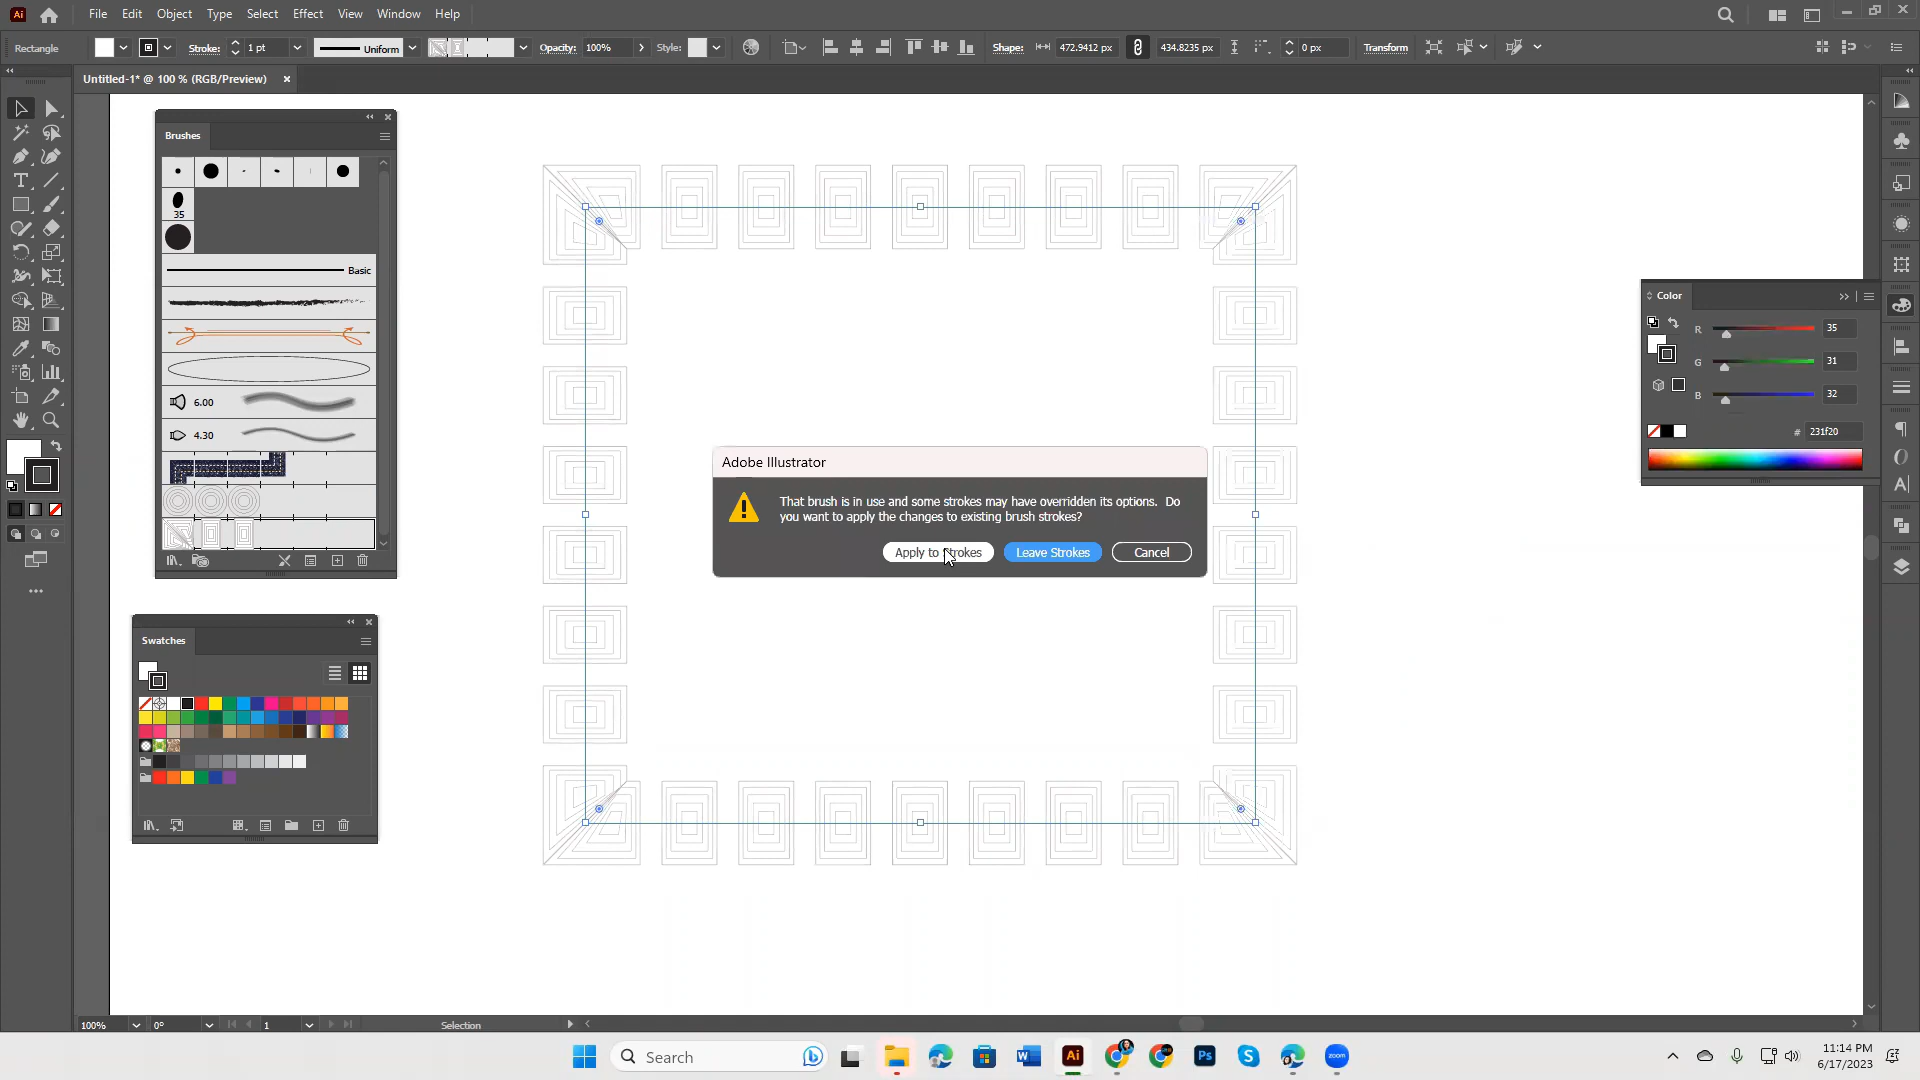 Ai File Edit Object Type Select Effect View Window Help
Rectangle Stroke: 1 pt Uniform Opacity: 100% Style: Shape: 472.9412 px 434.8235 px 0 px Transform
Untitled-1* @ 100 % (RGB/Preview)
Brushes
35
Basic
6.00
4.30
Swatches
Color
R 35
G 31
B 32
# 231f20
Adobe Illustrator
That brush is in use and some strokes may have overridden its options. Do
you want to apply the changes to existing brush strokes?
Apply to Strokes Leave Strokes Cancel
100% 0° 1 Selection
Search
Ai Ps zoom
11:14 PM
6/17/2023